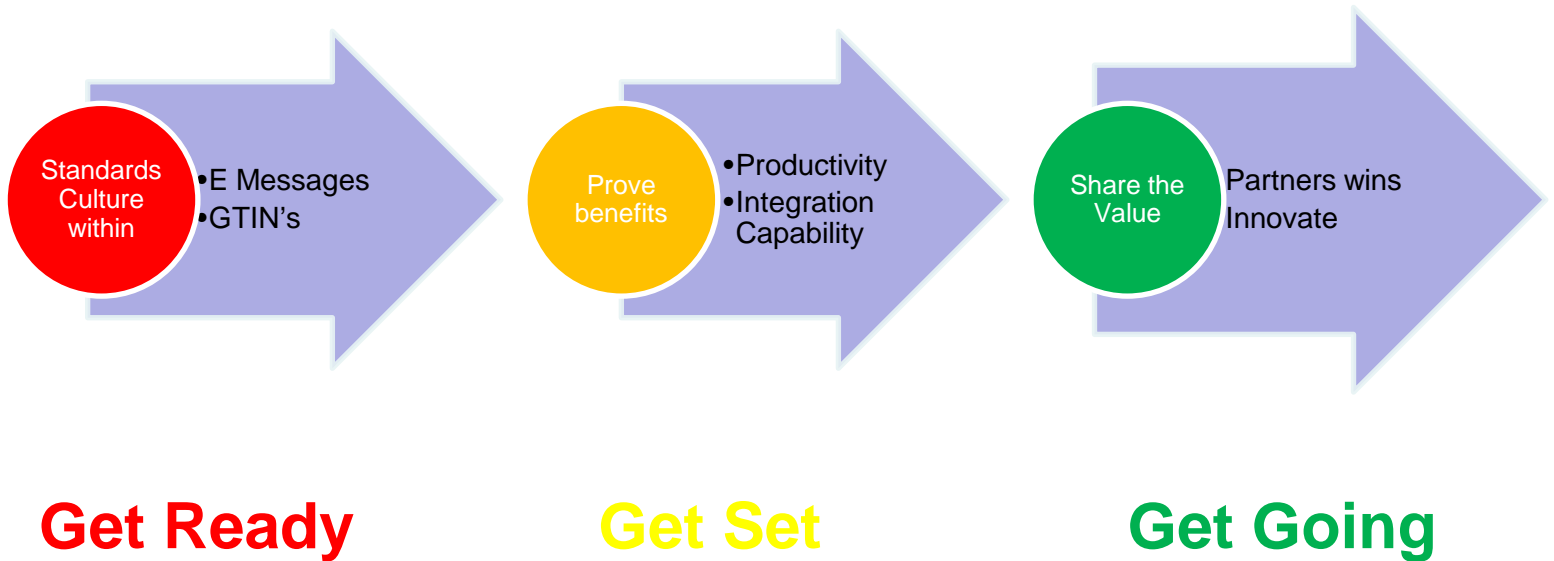 Standards
Culture
within
•E Messages
•GTIN’s
Prove
benefits
•Productivity
•Integration
Capability
Share the
Value
Partners wins
Innovate
Get Ready
Get Set
Get Going